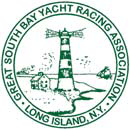 GREAT SOUTH BAY YACHT RACING ASSOCIATION
· LONG ISLAND, N.Y. ·